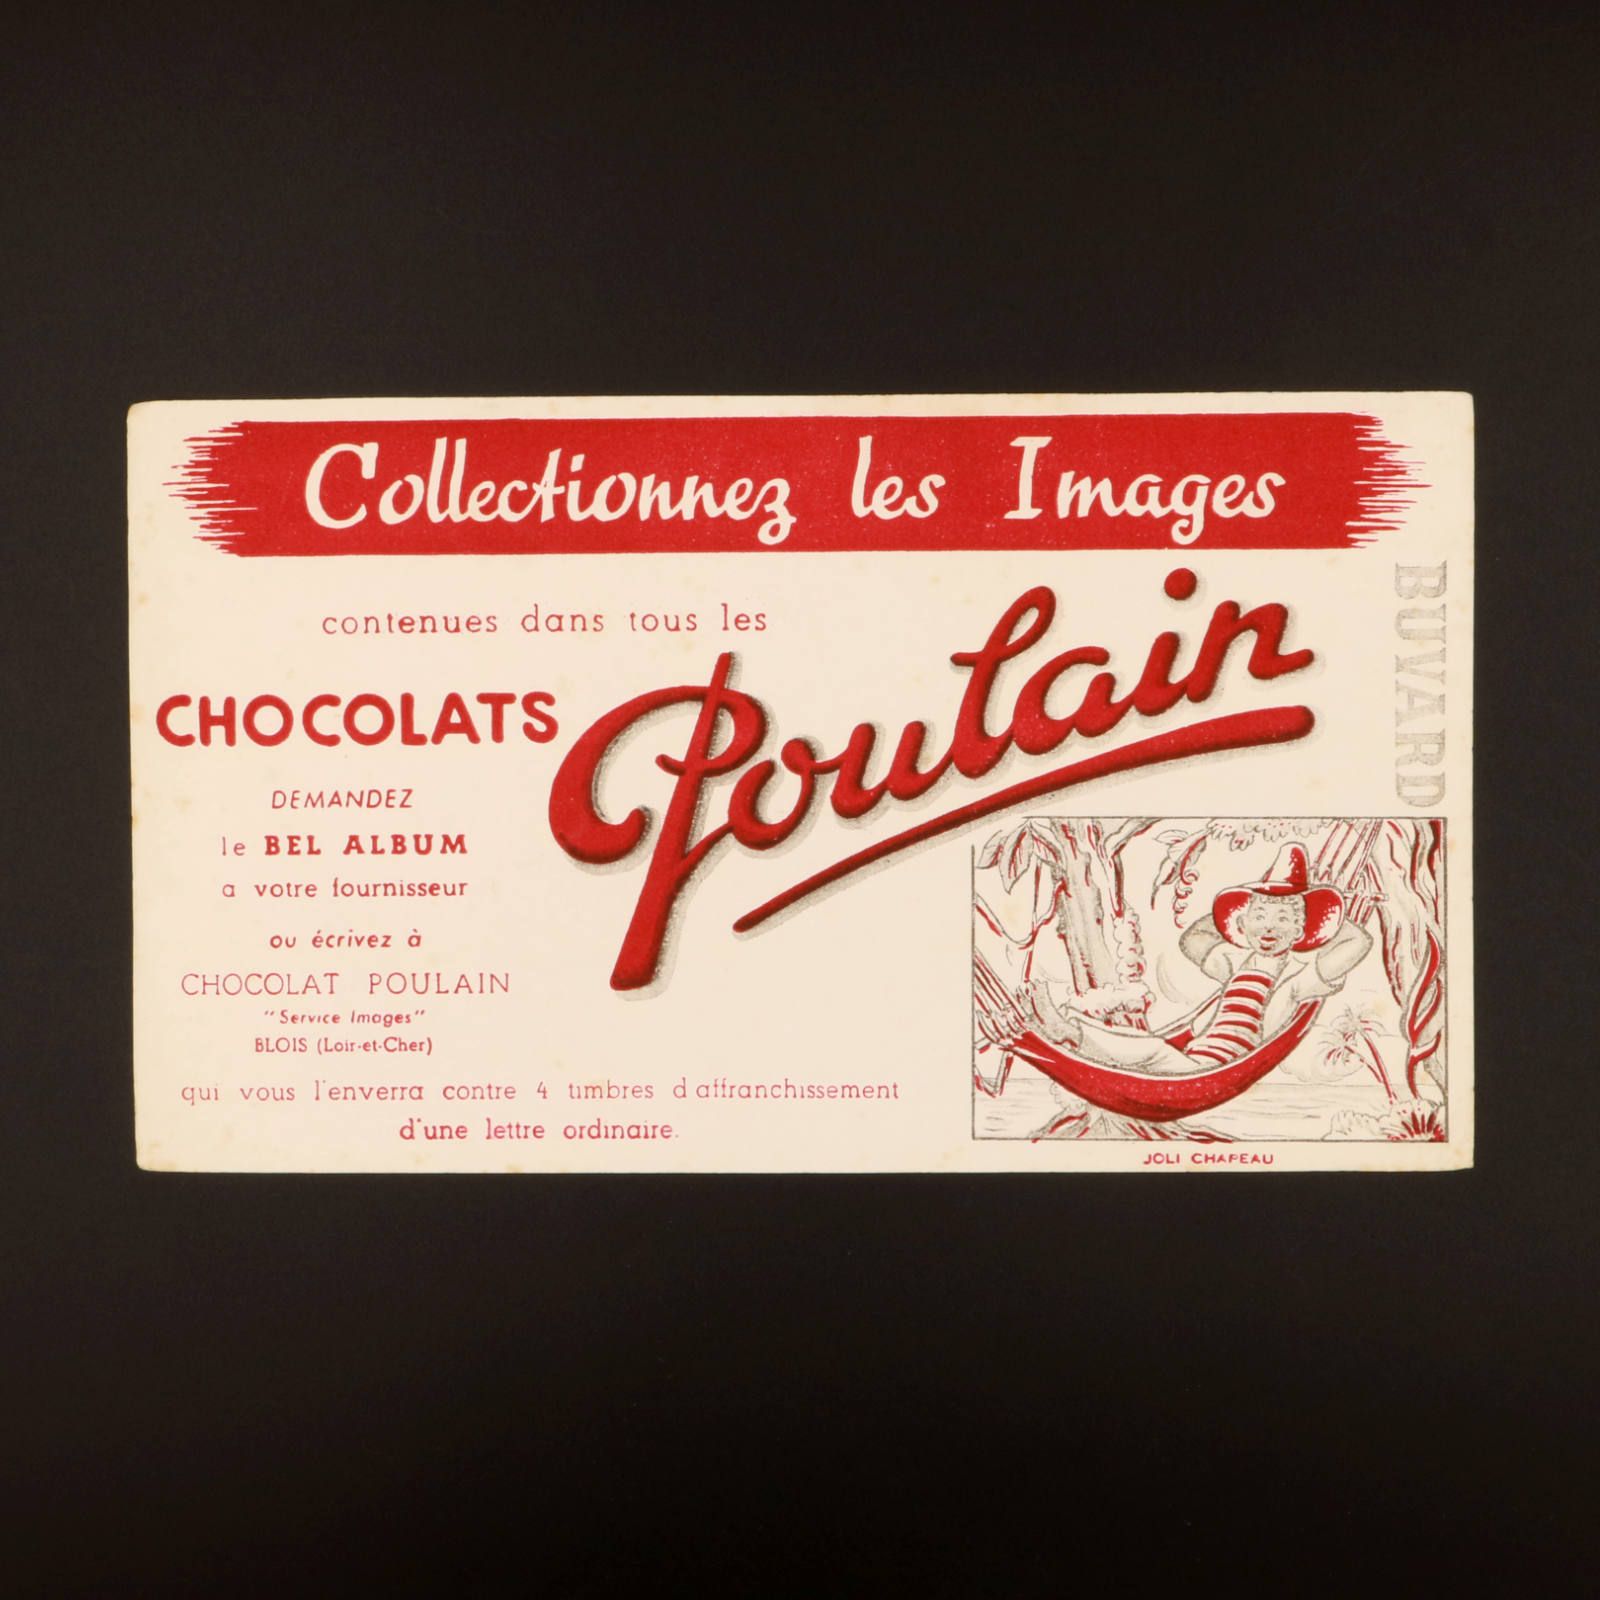 Collectionnez les Images
contenues dans tous les
CHOCOLATS Poulain
DEMANDEZ
le BEL ALBUM
a votre fournisseur
ou écrivez à
CHOCOLAT POULAIN
"Service Images"
BLOIS (Loir-et-Cher)
qui vous l'enverra contre 4 timbres d'affranchissement
d'une lettre ordinaire.
BUVARD
JOLI CHAPEAU